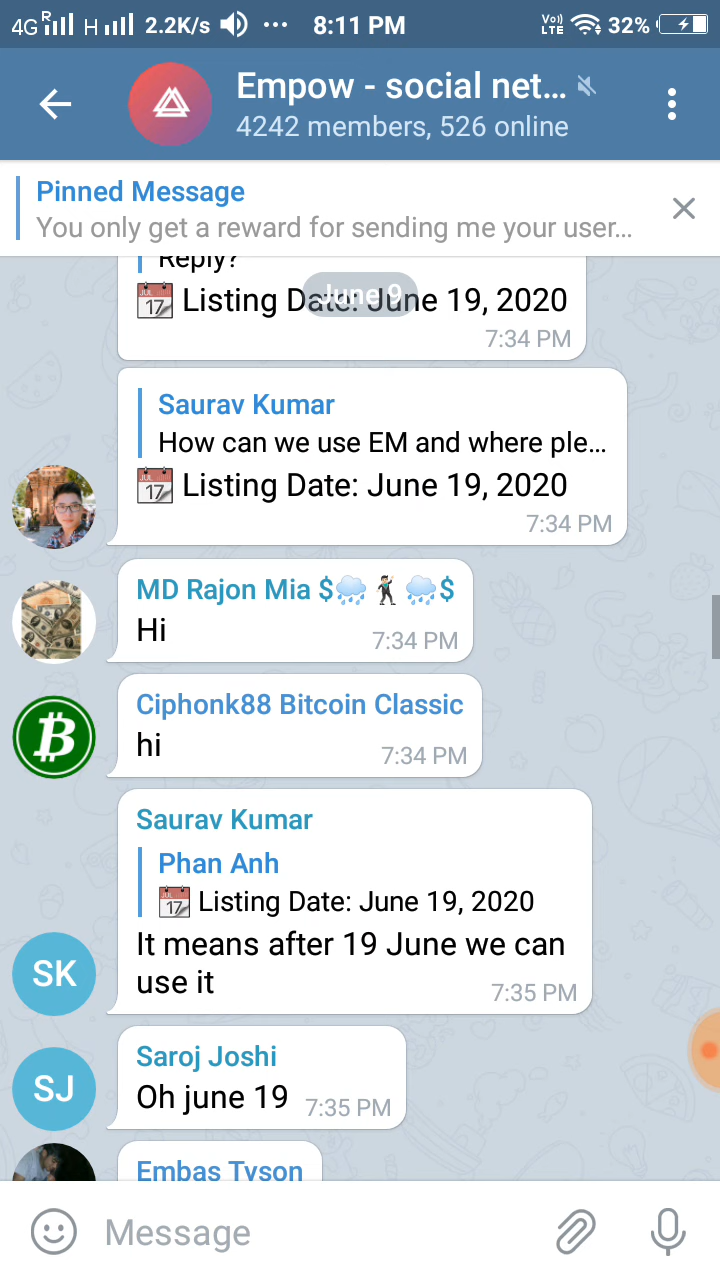 4G R H 2.2K/s ... 8:11 PM Vo)) LTE 32%
Empow - social net...
4242 members, 526 online
Pinned Message
You only get a reward for sending me your user...
Reply?
June 9
Listing Date: June 19, 2020
7:34 PM
Saurav Kumar
How can we use EM and where ple...
Listing Date: June 19, 2020
7:34 PM
MD Rajon Mia $🌧️🕺🏻🌧️$
Hi 7:34 PM
Ciphonk88 Bitcoin Classic
hi 7:34 PM
Saurav Kumar
Phan Anh
Listing Date: June 19, 2020
It means after 19 June we can
use it 7:35 PM
SK
Saroj Joshi
SJ
Oh june 19 7:35 PM
Embas Tyson
Message